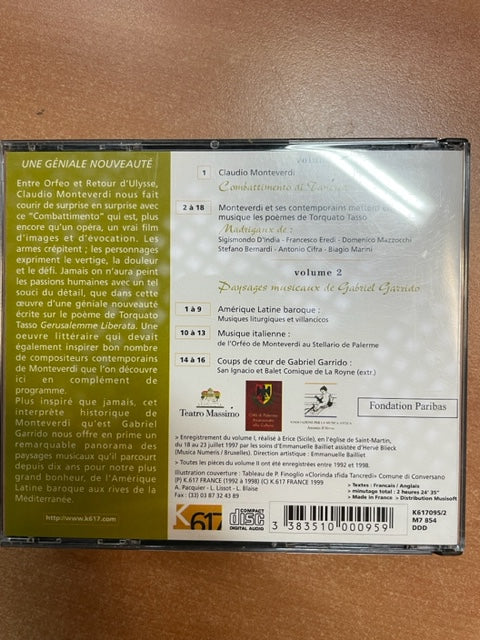 UNE GÉNIALE NOUVEAUTÉ
Entre Orfeo et Retour d'Ulysse,
Claudio Monteverdi nous fait
courir de surprise en surprise avec
ce "Combattimento" qui est, plus
encore qu'un opéra, un vrai film
d'images et d'évocation. Les
armes crépitent ; les personnages
expriment le vertige, la douleur
et le défi. Jamais on n'aura peint
les passions humaines avec un tel
souci du détail, que dans cette
œuvre d'une géniale nouveauté
écrite sur le poème de Torquato
Tasso Gerusalemme Liberata. Une
oeuvre littéraire qui devait
également inspirer bon nombre
de compositeurs contemporains
de Monteverdi que l'on découvre
ici en complément de
programme.
Plus inspiré que jamais, cet
interprète historique de
Monteverdi qu'est Gabriel
Garrido nous offre en prime un
remarquable panorama des
paysages musicaux qu'il parcourt
depuis dix ans pour notre plus
grand bonheur, de l'Amérique
Latine baroque aux rives de la
Méditerranée.
http://www.k617.com
volume
1 Claudio Monteverdi
Combattimento di
2 à 18 Monteverdi et ses contemporains mettent en
musique les poèmes de Torquato Tasso
Madrigaux de :
Sigismondo D'India - Francesco Eredi - Domenico Mazzocchi
Stefano Bernardi - Antonio Cifra - Biagio Marini
volume 2
Paysages musicaux de Gabriel Garrido
1 à 9 Amérique Latine baroque :
Musiques liturgiques et villancicos
10 à 13 Musique italienne :
de l'Orféo de Monteverdi au Stellario de Palerme
14 à 16 Coups de cœur de Gabriel Garrido :
San Ignacio et Balet Comique de La Royne (extr.)
Teatro Massimo
Città di Palermo
Fondation Paribas
> Enregistrement du volume I, réalisé à Erice (Sicile), en l'église de Saint-Martin,
du 18 au 23 juillet 1997 par les soins d'Emmanuelle Bailliet assistée d'Hervé Blieck
(Musica Numeris / Bruxelles). Direction artistique : Emmanuelle Bailliet
> Toutes les pièces du volume II ont été enregistrées entre 1992 et 1998.
Illustration couverture : Tableau de P. Finoglio «Clorinda sfida Tancredi» Comune di Conversano
(P) K617 FRANCE (1992 à 1998) (C) K.617 FRANCE 1999
A. Pacquier - L. Lissot - L. Blaise
Fax : (33) 03 87 32 43 89
> Textes : Français / Anglais
> minutage total : 2 heures 24' 35"
> Made in France > Distribution Musisoft
K617
COMPACT
disc
DIGITAL AUDIO
3 383510 000959
K617095/2
M7 854
DDD